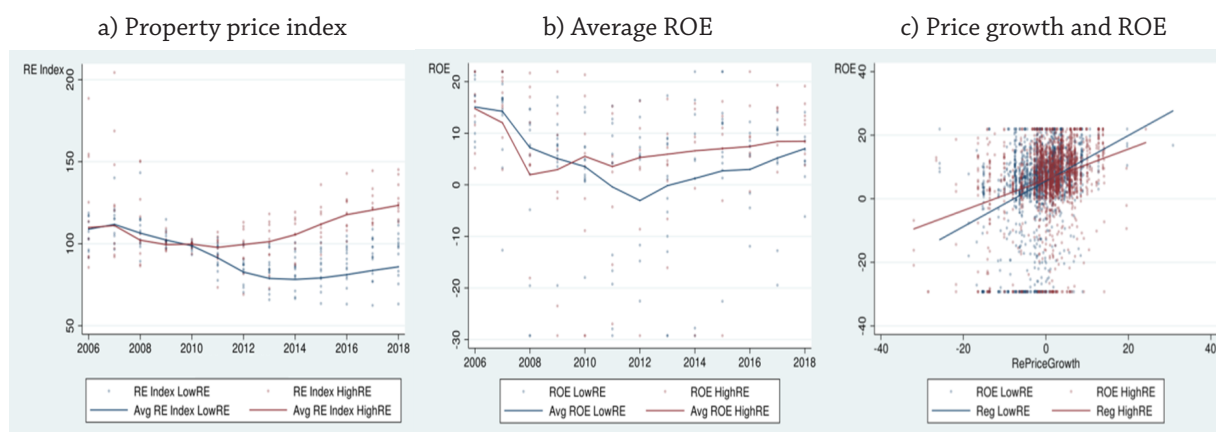 a) Property price index
RE Index
200
150
100
50
2006 2008 2010 2012 2014 2016 2018
RE Index LowRE RE Index HighRE
Avg RE Index LowRE Avg RE Index HighRE
b) Average ROE
ROE
20
10
0
-10
-20
-30
2006 2008 2010 2012 2014 2016 2018
ROE LowRE ROE HighRE
Avg ROE LowRE Avg ROE HighRE
c) Price growth and ROE
ROE
40
20
0
-20
-40
-40 -20 0 20 40
RePriceGrowth
ROE LowRE ROE HighRE
Reg LowRE Reg HighRE